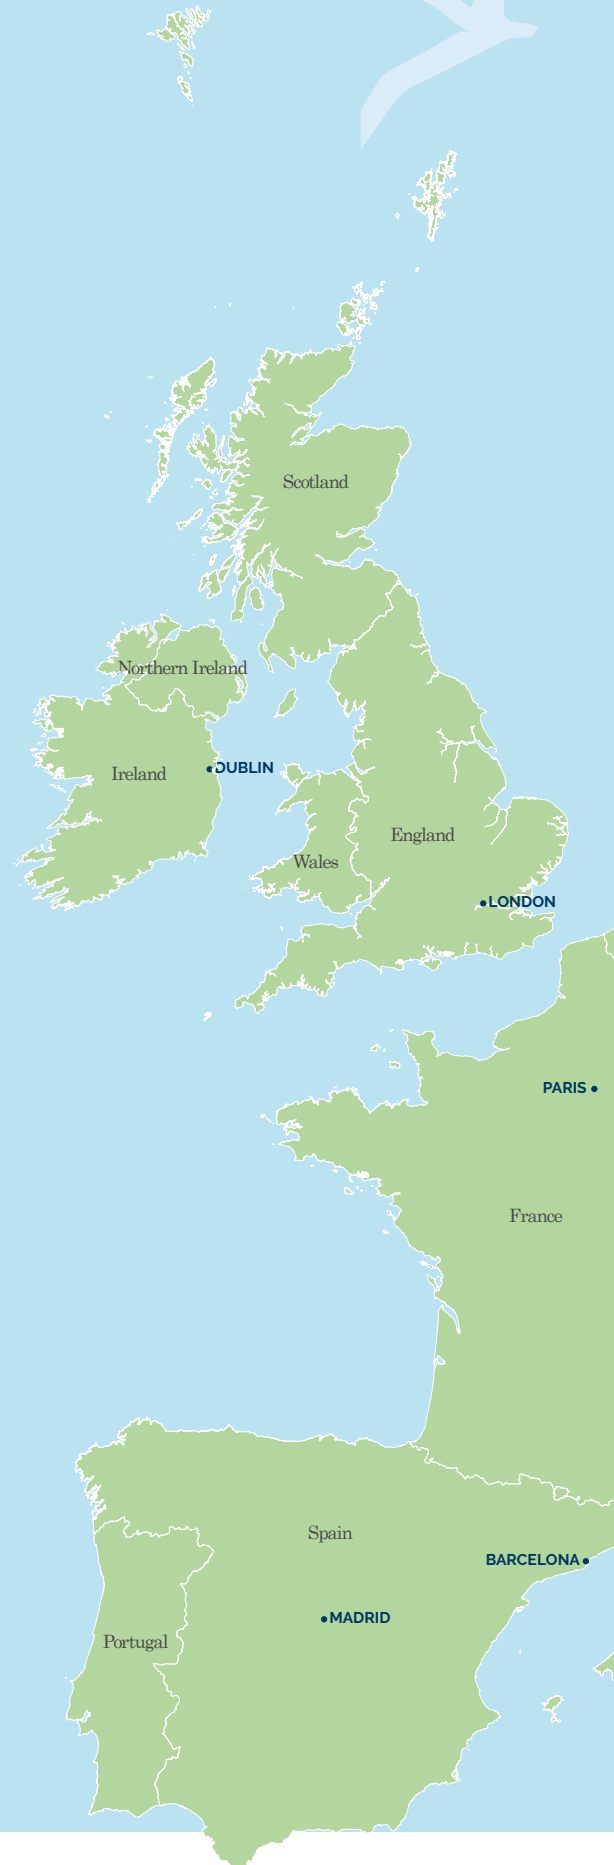 Scotland
Northern Ireland
DUBLIN
Ireland
England
Wales
LONDON
PARIS
France
Spain
BARCELONA
MADRID
Portugal